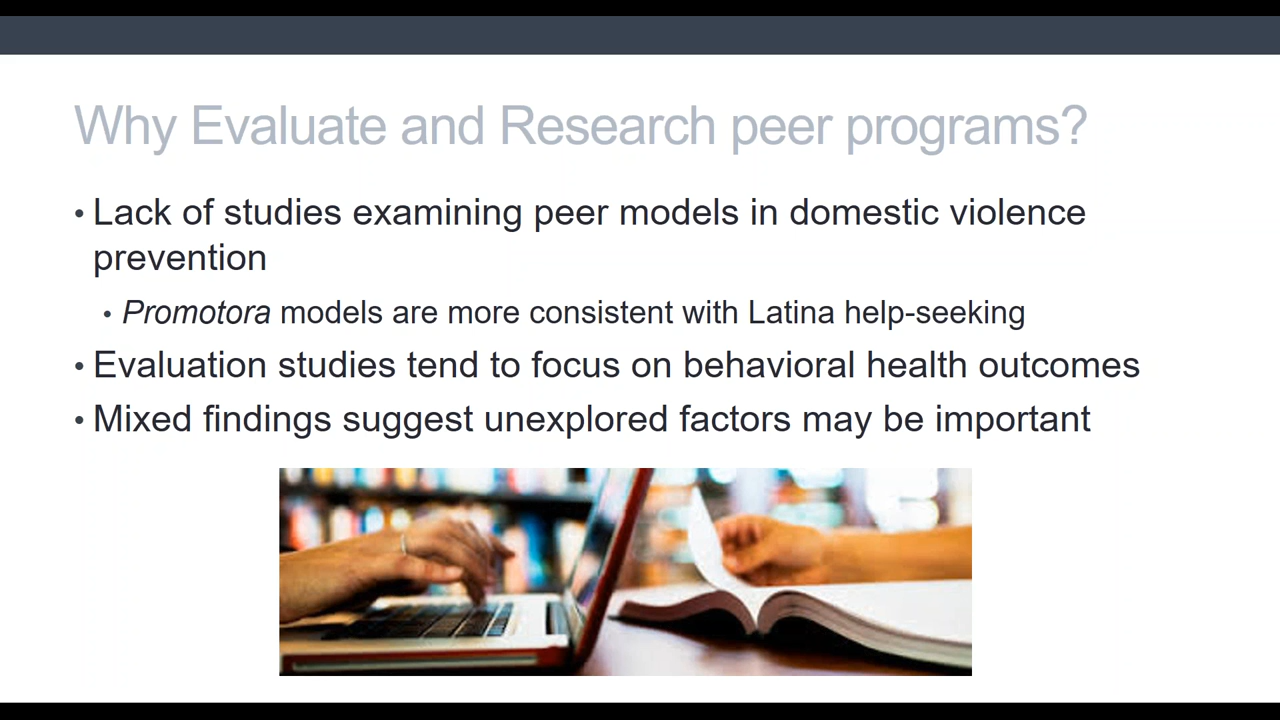 Why Evaluate and Research peer programs?
• Lack of studies examining peer models in domestic violence
prevention
• Promotora models are more consistent with Latina help-seeking
• Evaluation studies tend to focus on behavioral health outcomes
• Mixed findings suggest unexplored factors may be important